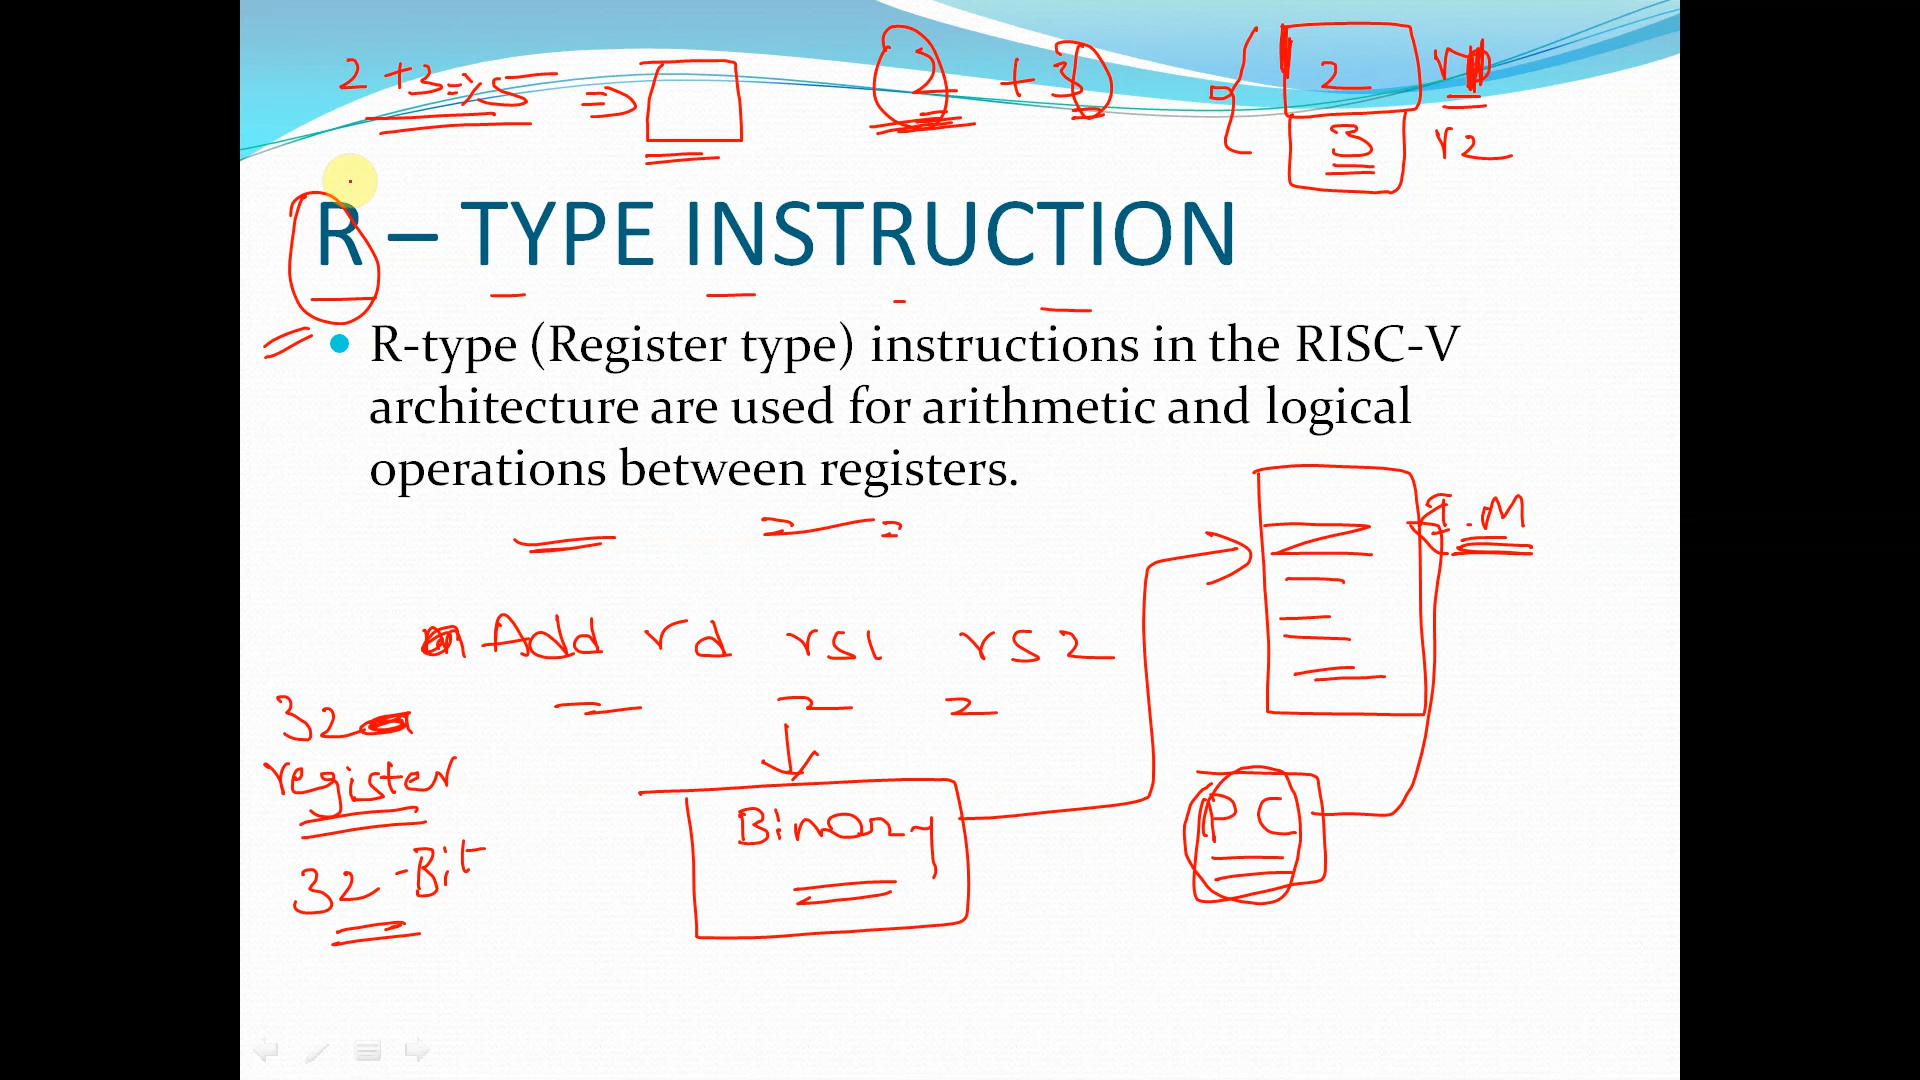 2 + 3 = 5 ⇒
2 + 3
2
3
r2
R – TYPE INSTRUCTION
R-type (Register type) instructions in the RISC-V
architecture are used for arithmetic and logical
operations between registers.
I.M
Add rd rs1 rs2
32
register
32-Bit
Binary
PC